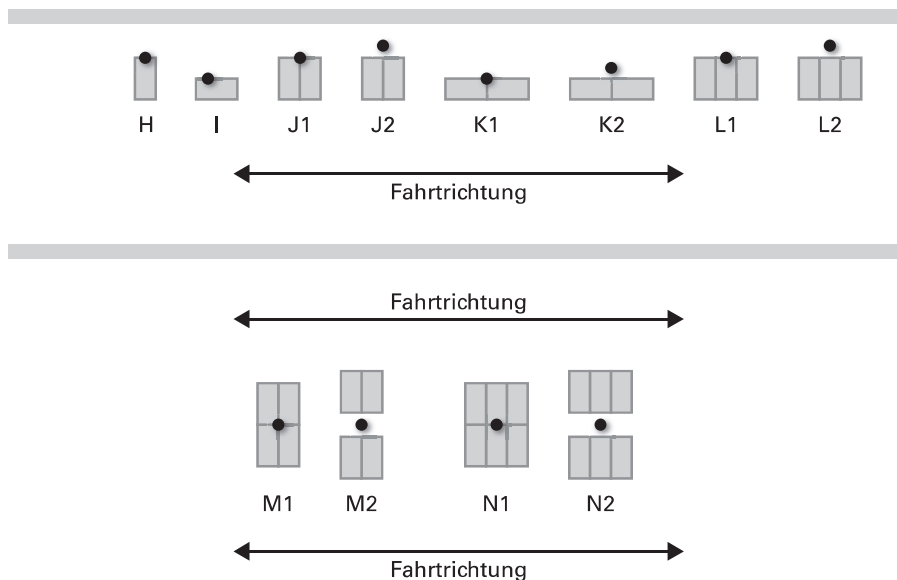 H I J1 J2 K1 K2 L1 L2
Fahrtrichtung
Fahrtrichtung
M1 M2 N1 N2
Fahrtrichtung